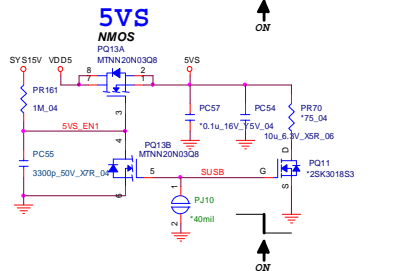 5VS
ON
NMOS
PQ13A
SYS15V VDD5 MTNN20N03Q8 5VS
8 2
7 1
PR161
1M_04
3
PC57 PC54 PR70
*0.1u_16V_Y5V_04 *75_04
10u_6.3V_X5R_06
5VS_EN1
4
PQ13B
MTNN20N03Q8
D
PC55
3300p_50V_X7R_04
5 SUSB G
PQ11
*2SK3018S3
S
6
1
PJ10
*40mil
2
ON